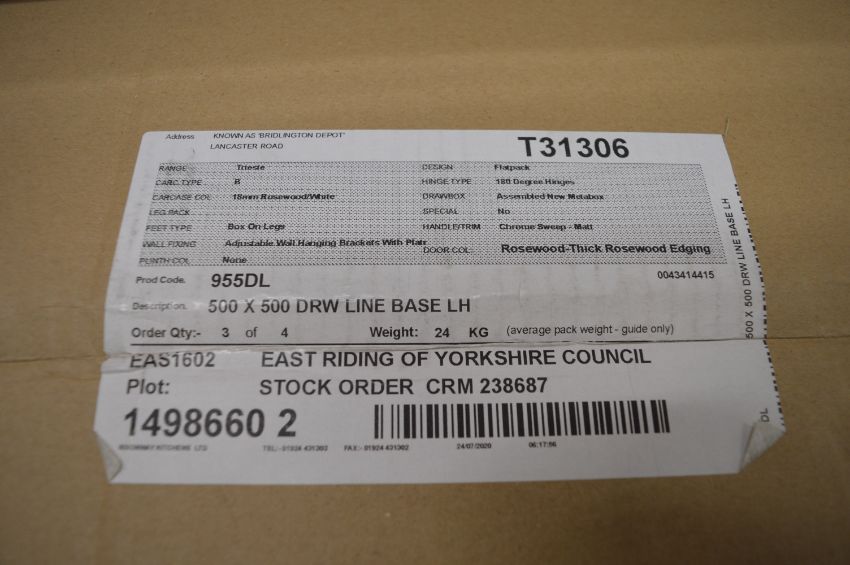 Address KNOWN AS 'BRIDLINGTON DEPOT'
LANCASTER ROAD
T31306
RANGE Trieste DESIGN Flatpack
CARC.TYPE B HINGE TYPE 180 Degree Hinges
CARCASE COL 18mm Rosewood/White DRAWBOX Assembled New Metabox
LEG PACK SPECIAL No
FEET TYPE Box On Legs HANDLE/TRIM Chrome Sweep - Matt
WALL FIXING Adjustable Wall Hanging Brackets With Plate DOOR COL: Rosewood-Thick Rosewood Edging
PLINTH COL None
Prod Code. 955DL 0043414415
Description. 500 X 500 DRW LINE BASE LH
Order Qty:- 3 of 4 Weight: 24 KG (average pack weight - guide only)
EAS1602 EAST RIDING OF YORKSHIRE COUNCIL
Plot: STOCK ORDER CRM 238687
1498660 2
KITCHENS LTD TEL:- 01924 431303 FAX:- 01924 431302 24/07/2020 06:17:56
500 X 500 DRW LINE BASE LH
DL